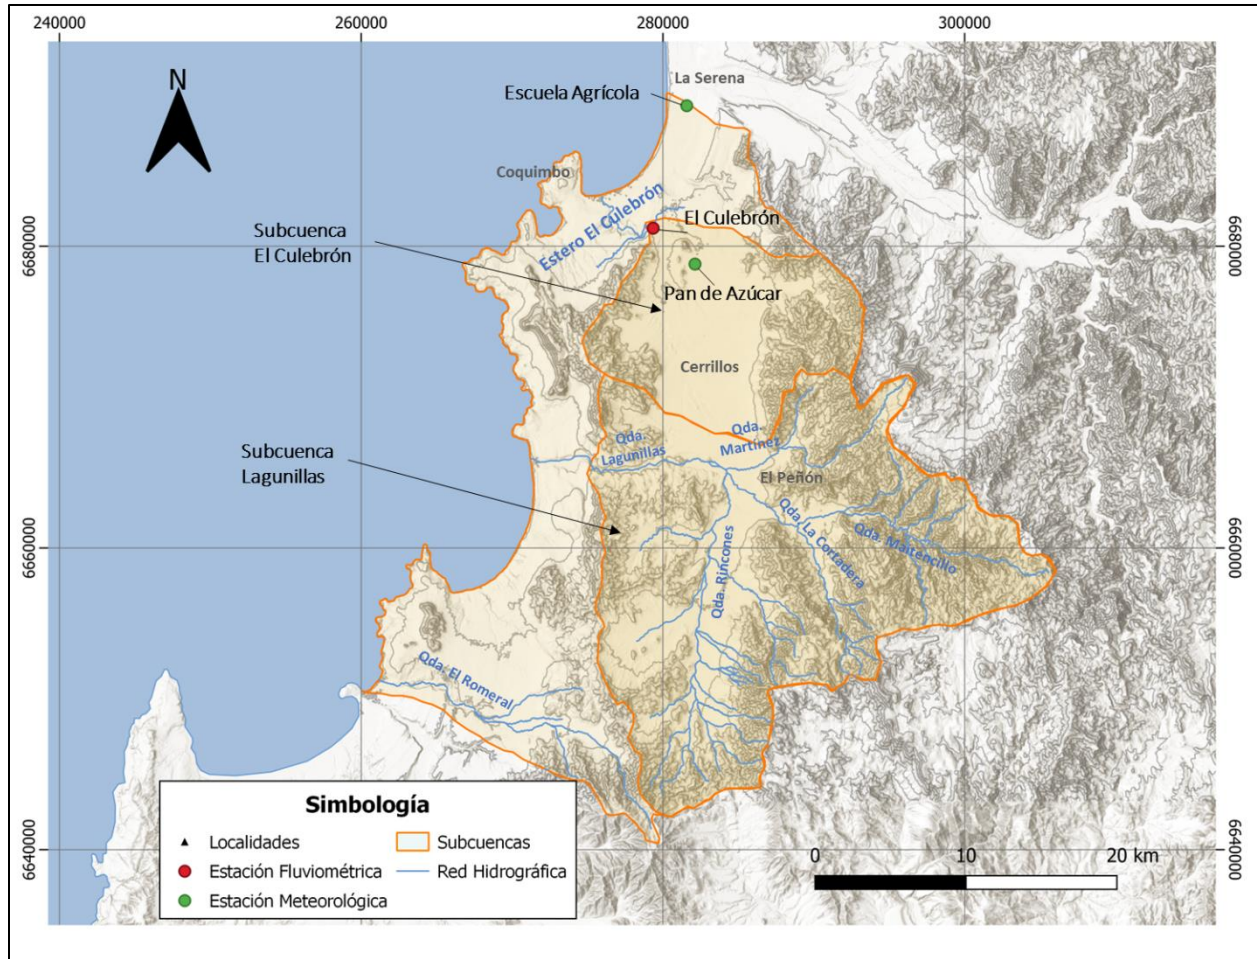 240000
260000
280000
300000
N
La Serena
Escuela Agrícola
Coquimbo
Estero El Culebrón
El Culebrón
Subcuenca
El Culebrón
6680000
6680000
Pan de Azúcar
Cerrillos
Qda.
Lagunillas
Qda.
Martínez
Subcuenca
Lagunillas
El Peñón
Qda. La Cortadera
Qda. Maitencillo
Qda. Rincones
6660000
6660000
Qda. El Romeral
Simbología
Localidades
Subcuencas
Estación Fluviométrica
Red Hidrográfica
Estación Meteorológica
6640000
6640000
0
10
20 km